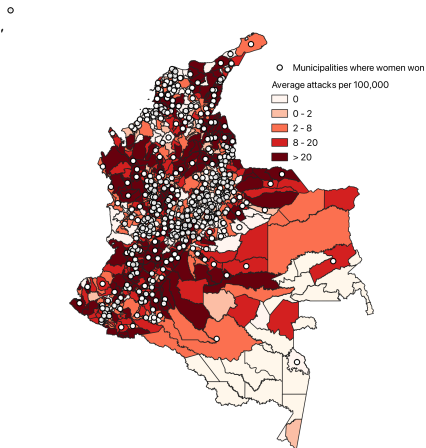 Municipalities where women won
Average attacks per 100,000
0
0 - 2
2 - 8
8 - 20
> 20